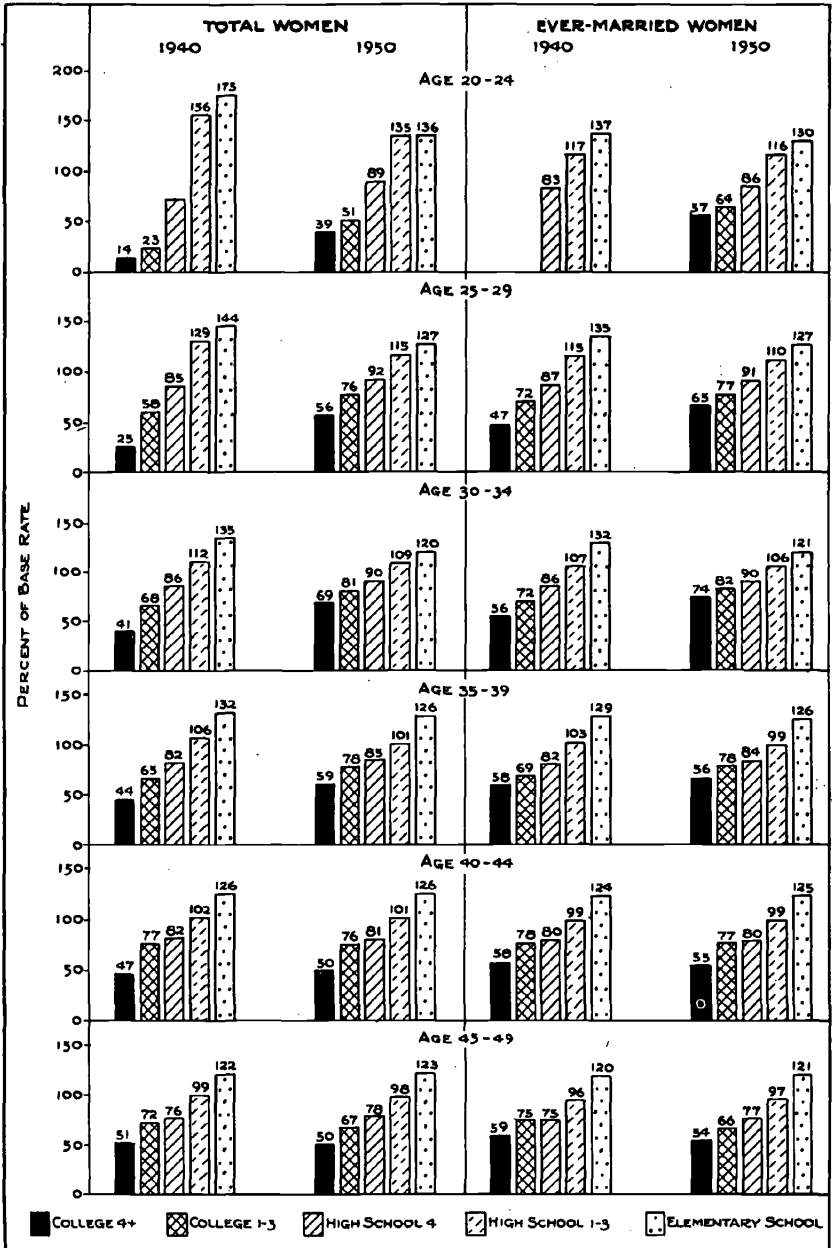 TOTAL WOMEN EVER-MARRIED WOMEN
1940 1950 1940 1950
PERCENT OF BASE RATE
AGE 20-24
200
150
100
50
0
14 23 156 175
39 51 89 135 136
83 117 137
57 64 86 116 130
AGE 25-29
150
100
50
0
25 58 85 129 144
56 76 92 115 127
47 72 87 115 135
65 77 91 110 127
AGE 30-34
150
100
50
0
41 68 86 112 135
69 81 90 109 120
56 72 86 107 132
74 82 90 106 121
AGE 35-39
150
100
50
0
44 65 82 106 132
59 78 85 101 126
58 69 82 103 129
56 78 84 99 126
AGE 40-44
150
100
50
0
47 77 82 102 126
50 76 81 101 126
58 78 80 99 124
55 77 80 99 125
AGE 45-49
150
100
50
0
51 72 76 99 122
50 67 78 98 123
59 75 75 96 120
54 66 77 97 121
COLLEGE 4+ COLLEGE 1-3 HIGH SCHOOL 4 HIGH SCHOOL 1-3 ELEMENTARY SCHOOL